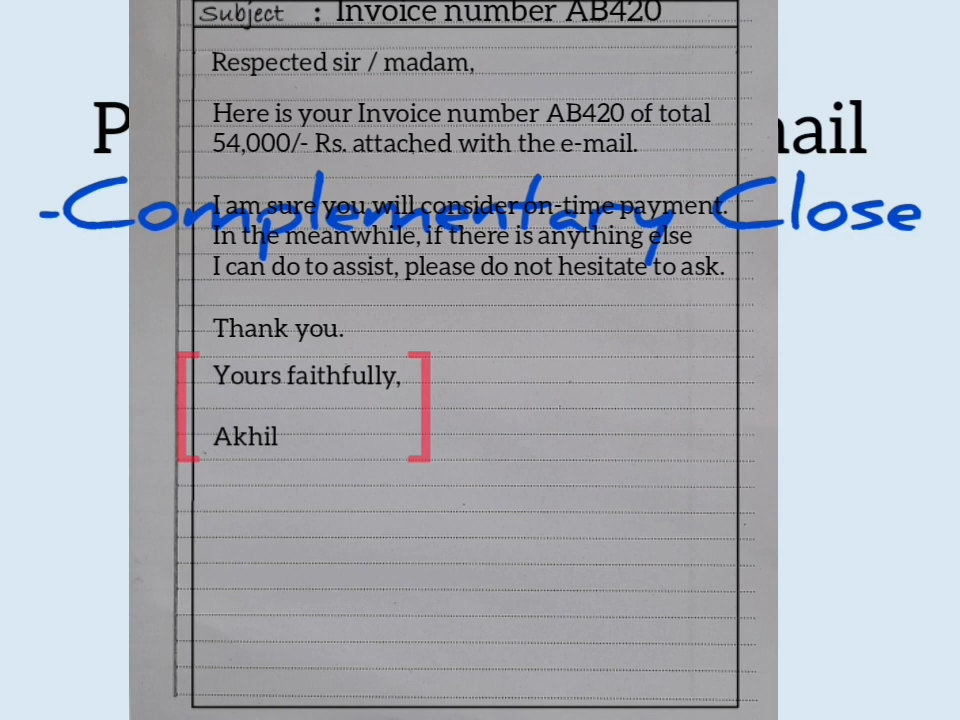 Subject : Invoice number AB420
Respected sir / madam,
Here is your Invoice number AB420 of total
54,000/- Rs. attached with the e-mail.
-Complementary Close
I am sure you will consider on-time payment.
In the meanwhile, if there is anything else
I can do to assist, please do not hesitate to ask.
Thank you.
Yours faithfully,
Akhil